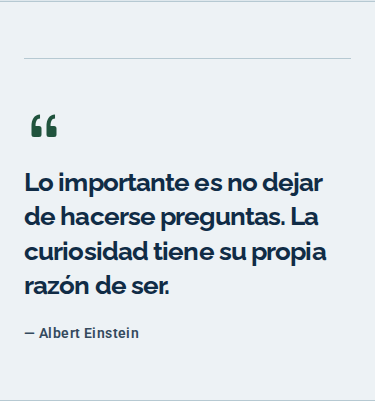 “
Lo importante es no dejar
de hacerse preguntas. La
curiosidad tiene su propia
razón de ser.
— Albert Einstein